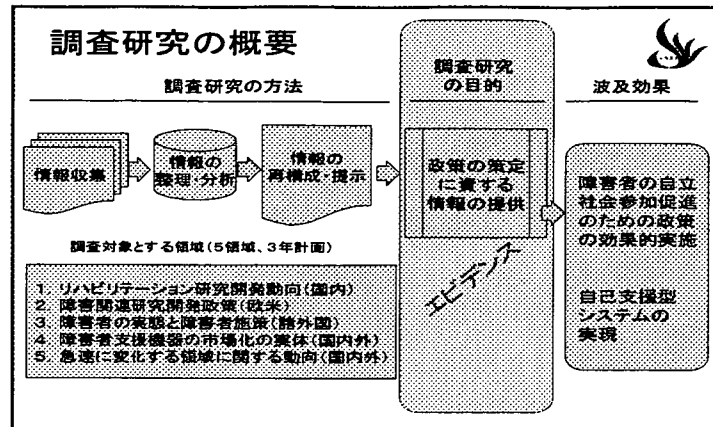 調査研究の概要
調査研究の方法
調査研究
の目的
波及効果
情報収集
情報の
整理・分析
情報の
再構成・提示
政策の策定
に資する
情報の提供
エビデンス
障害者の自立
社会参加促進
のための政策
の効果的実施
自己支援型
システムの
実現
調査対象とする領域(5領域、3年計画)
1. リハビリテーション研究開発動向(国内)
2. 障害関連研究開発政策(欧米)
3. 障害者の実態と障害者施策(諸外国)
4. 障害者支援機器の市場化の実体(国内外)
5. 急速に変化する領域に関する動向(国内外)